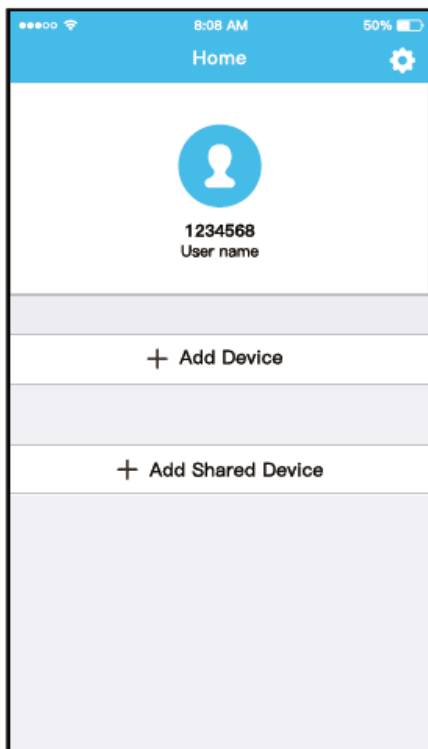 8:08 AM 50%
Home
1234568
User name
+ Add Device
+ Add Shared Device